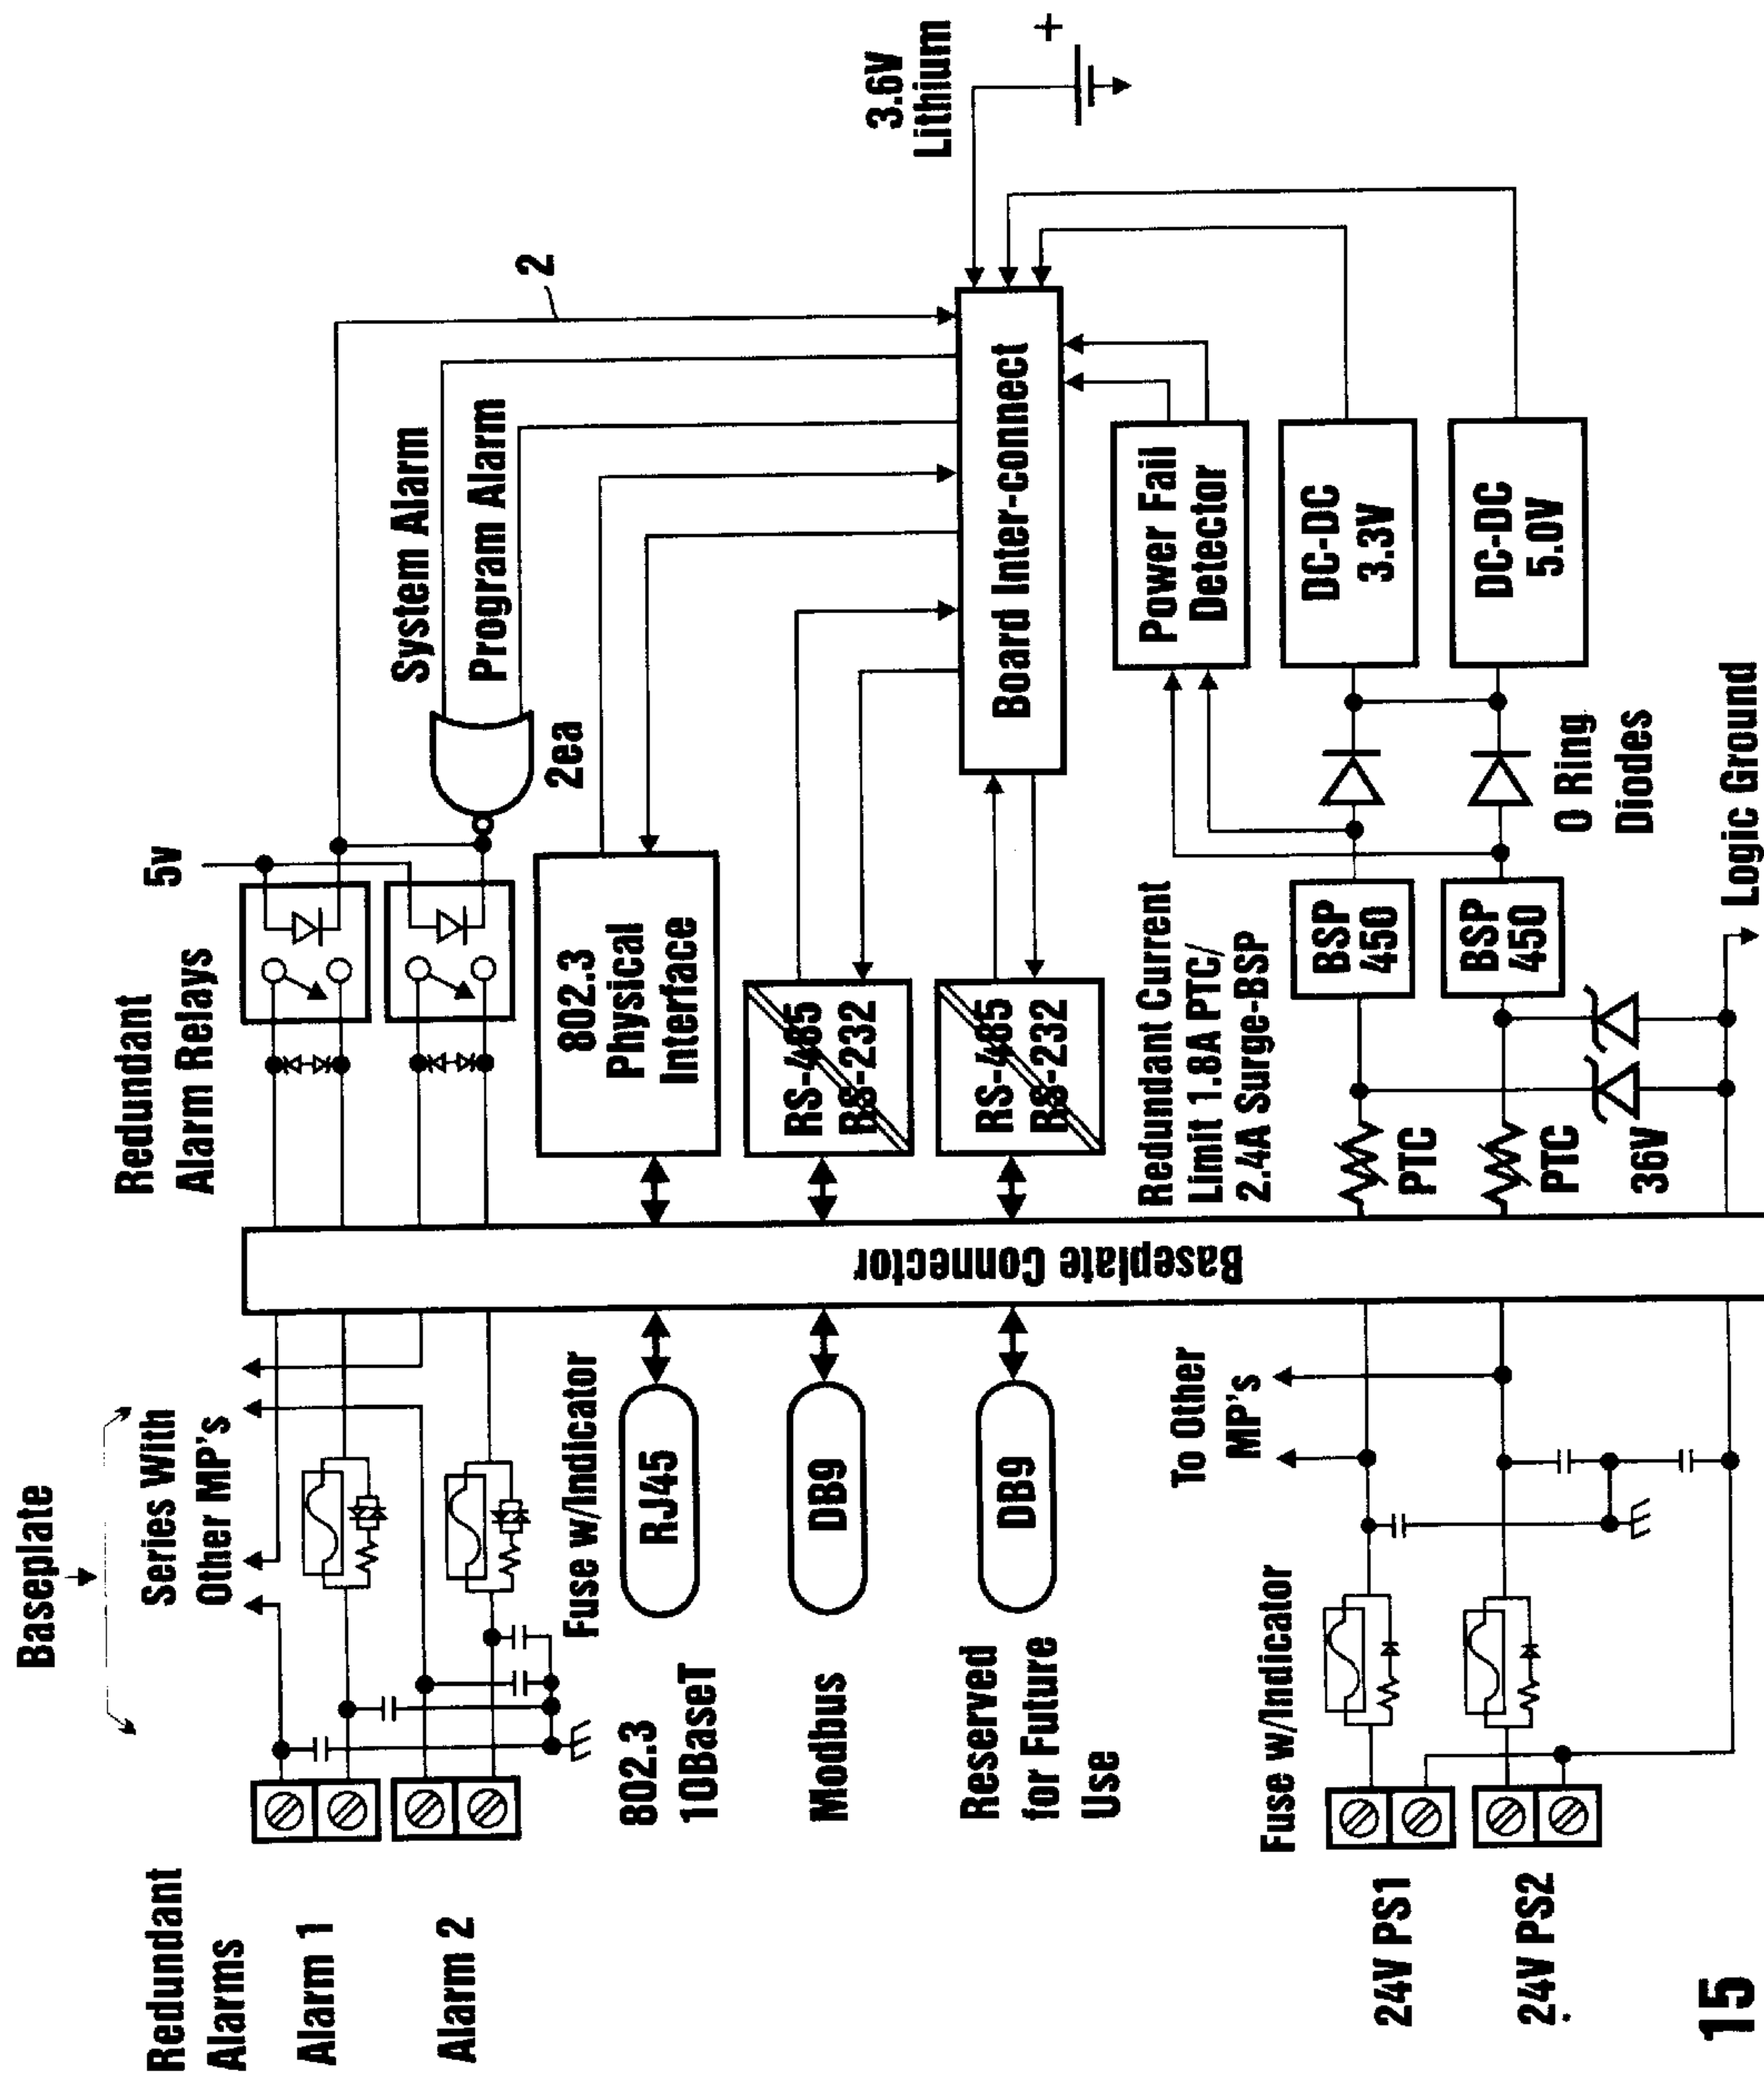 Baseplate
Redundant
Alarms
Alarm 1
Alarm 2
Series With
Other MP's
Redundant
Alarm Relays
5v
2
System Alarm
Program Alarm
2ea
Fuse w/Indicator
802.3
10BaseT
RJ45
802.3
Physical
Interface
Modbus
DB9
RS-485
RS-232
Reserved
for Future
Use
DB9
RS-485
RS-232
Baseplate Connector
Board Inter-connect
3.6V
Lithium
+
To Other
MP's
Redundant Current
Limit 1.8A PTC/
2.4A Surge-BSP
Power Fail
Detector
Fuse w/Indicator
24V PS1
24V PS2
PTC
PTC
36V
BSP
450
BSP
450
DC-DC
3.3V
DC-DC
5.0V
O Ring
Diodes
Logic Ground
15